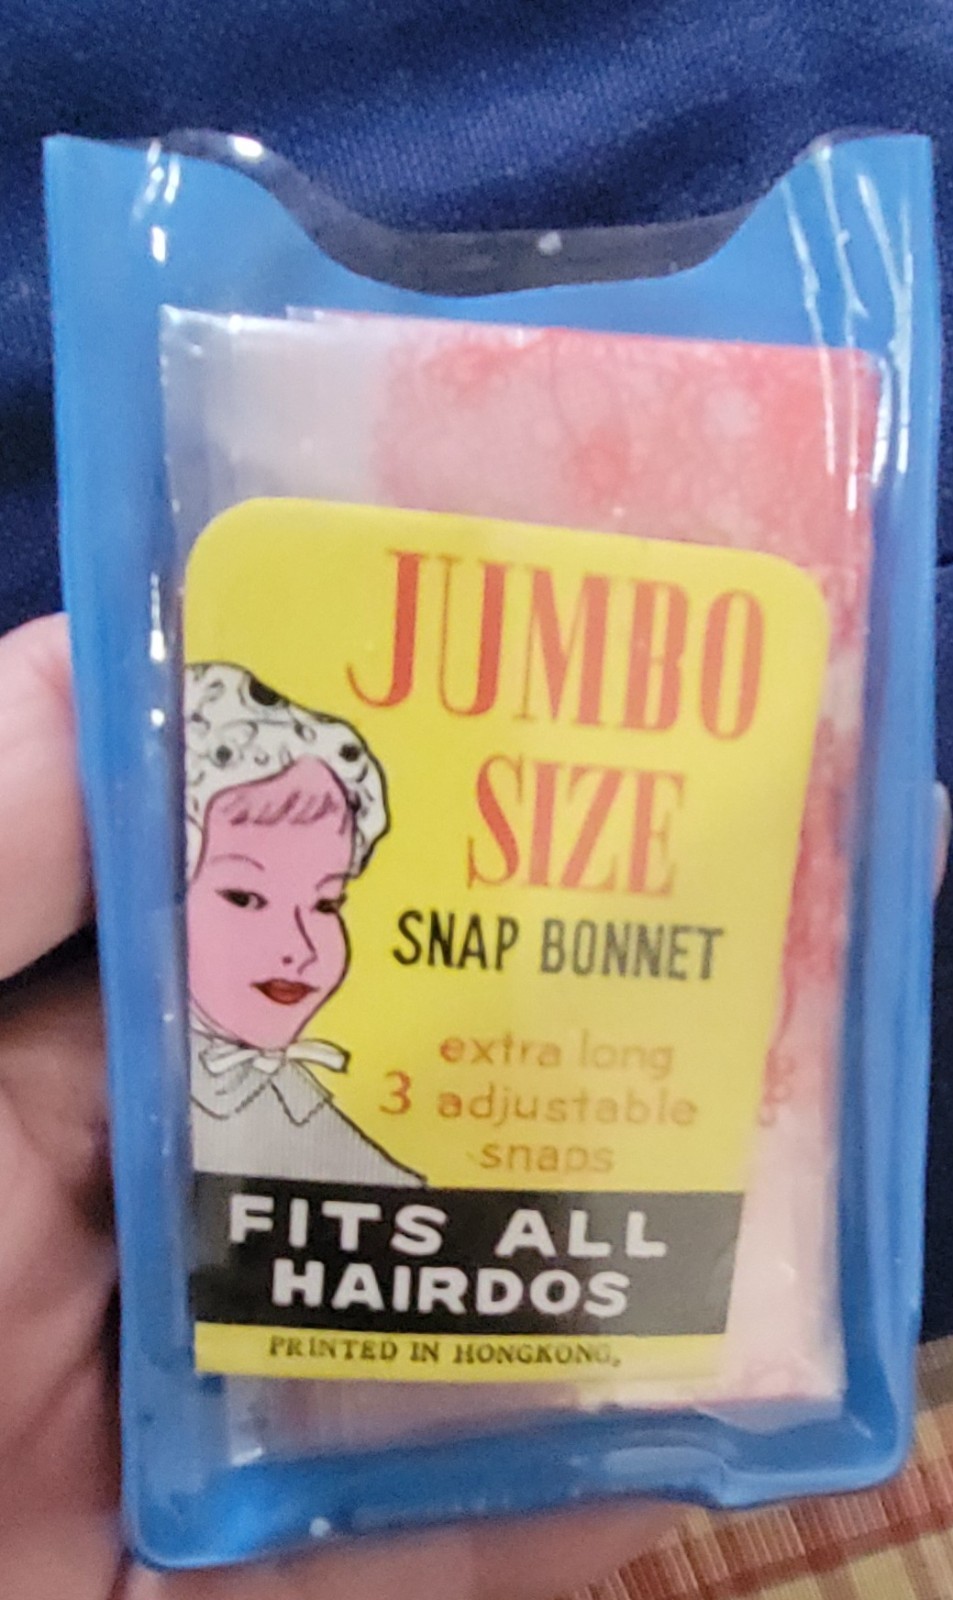 JUMBO
SIZE
SNAP BONNET
extra long
3 adjustable
snaps
FITS ALL
HAIRDOS
PRINTED IN HONGKONG.